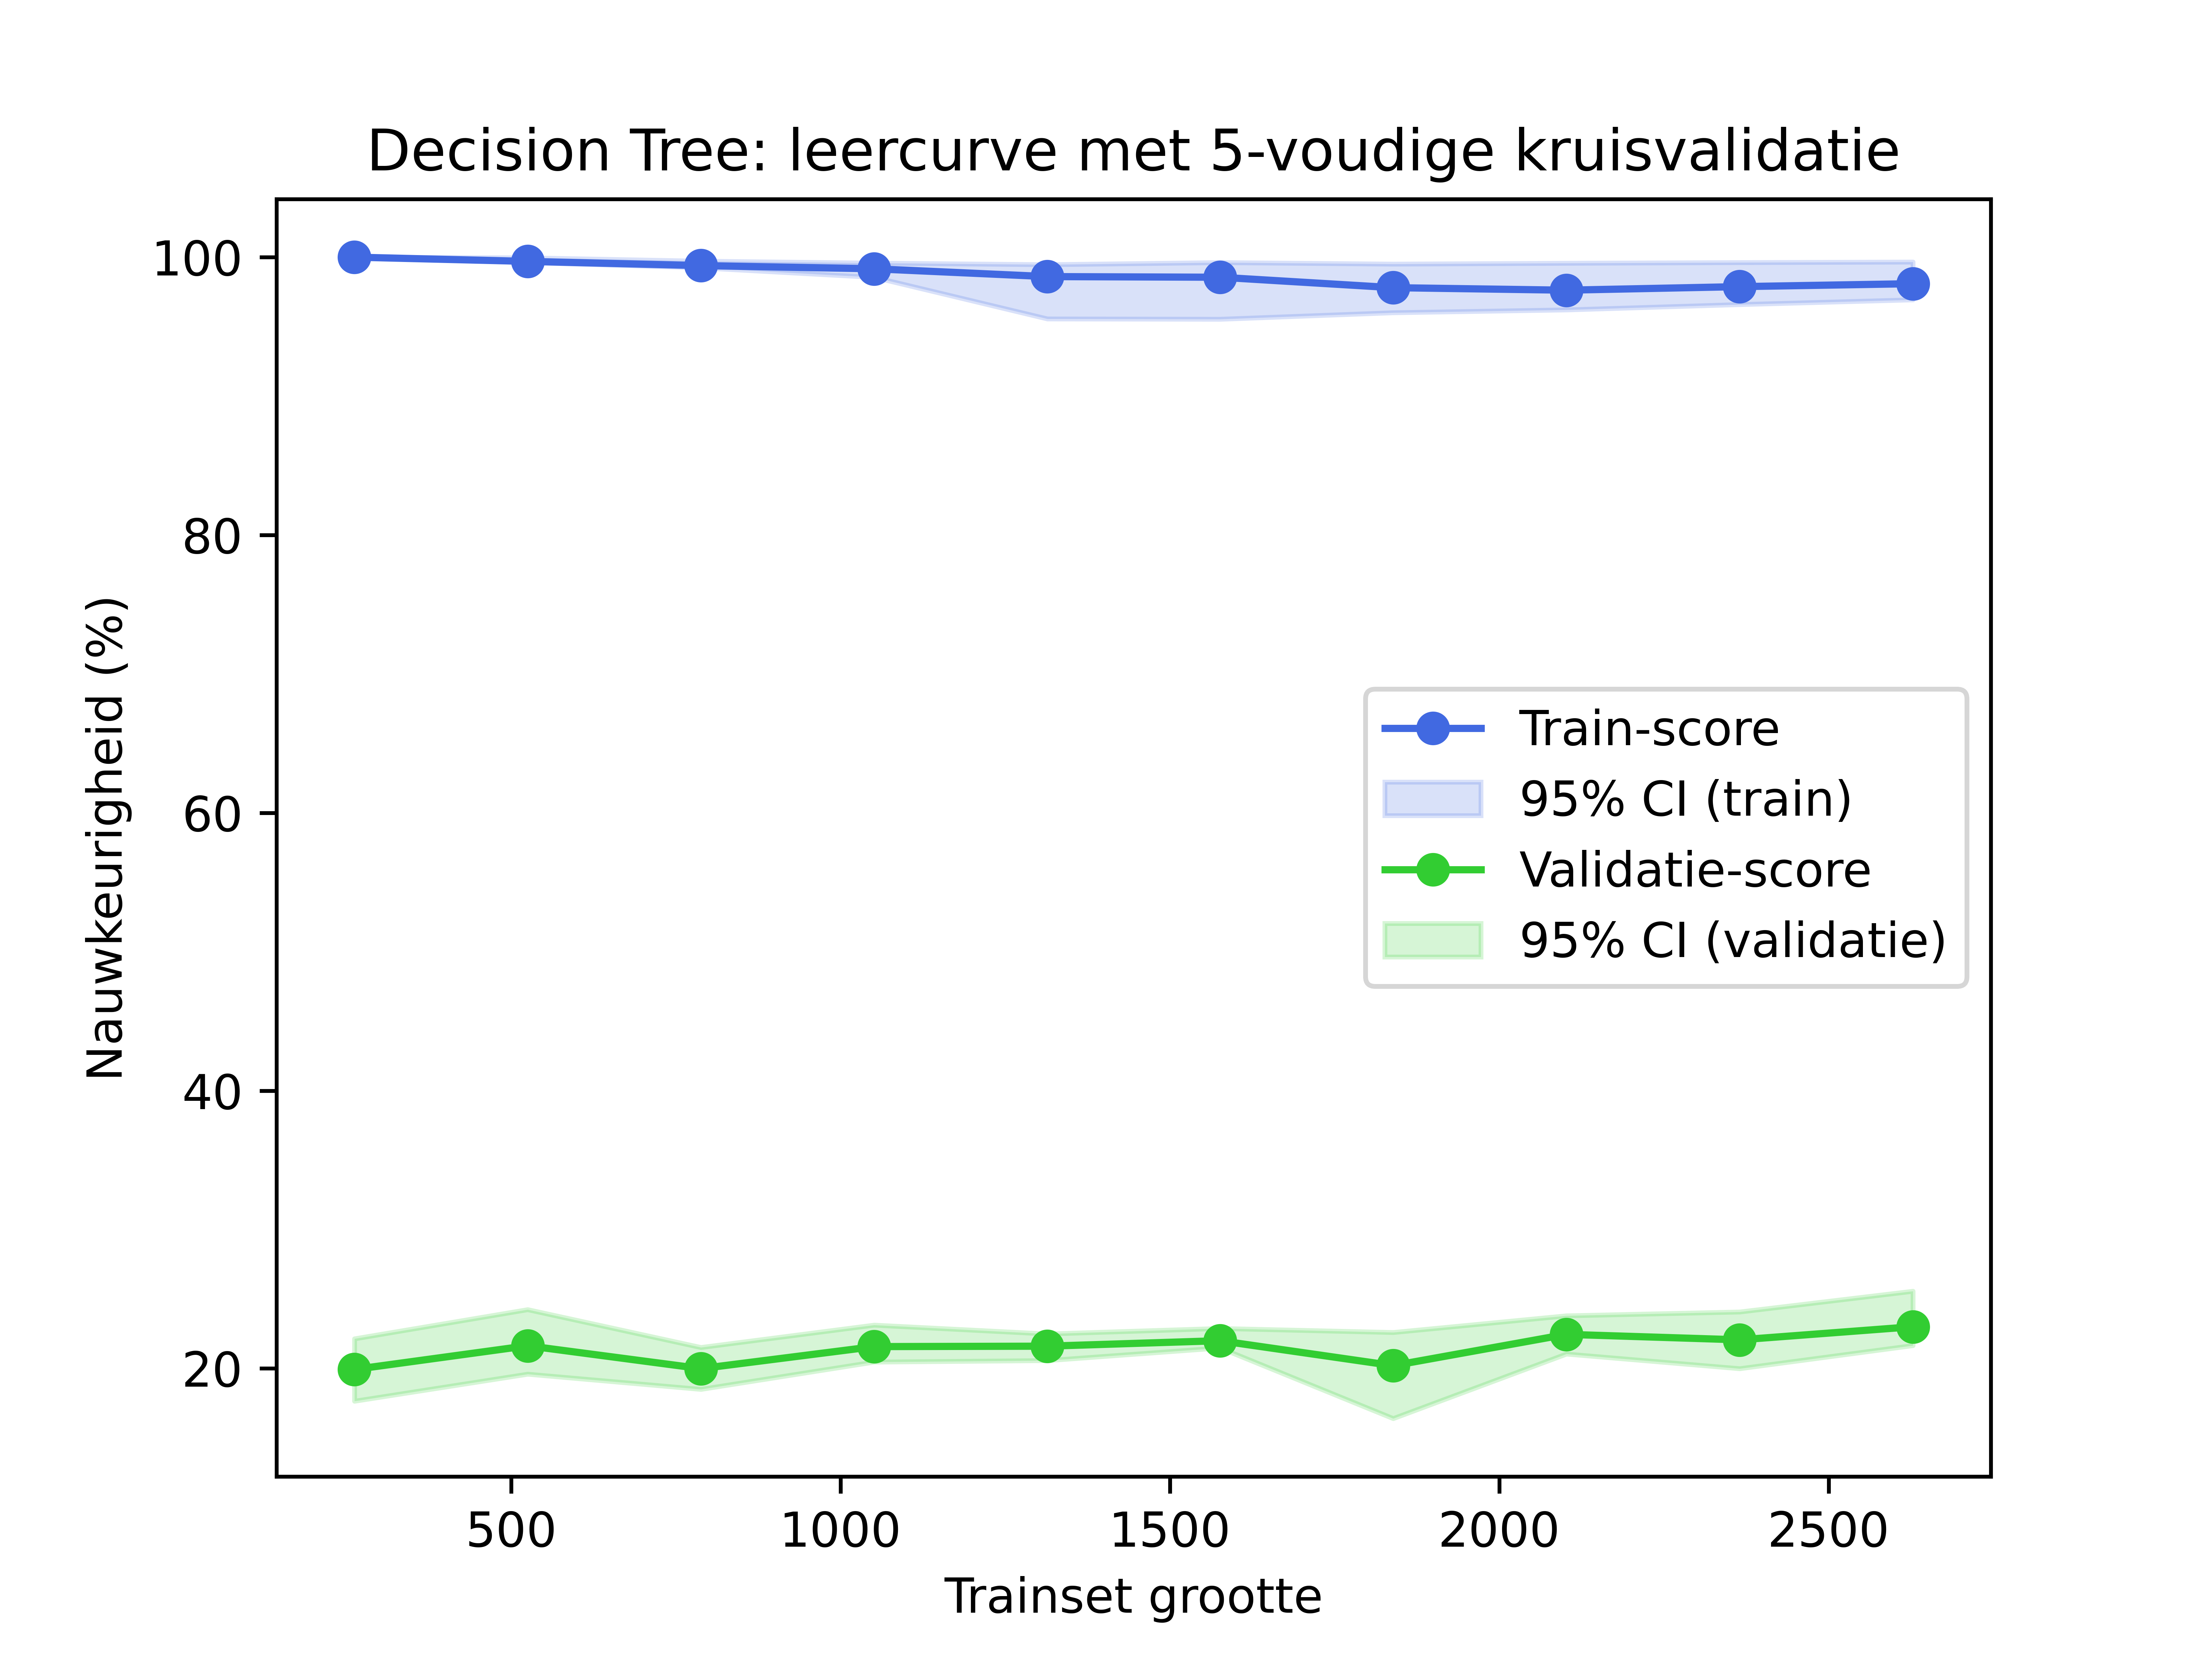 Decision Tree: leercurve met 5-voudige kruisvalidatie
100
80
60
40
20
Nauwkeurigheid (%)
Train-score
95% CI (train)
Validatie-score
95% CI (validatie)
500
1000
1500
2000
2500
Trainset grootte